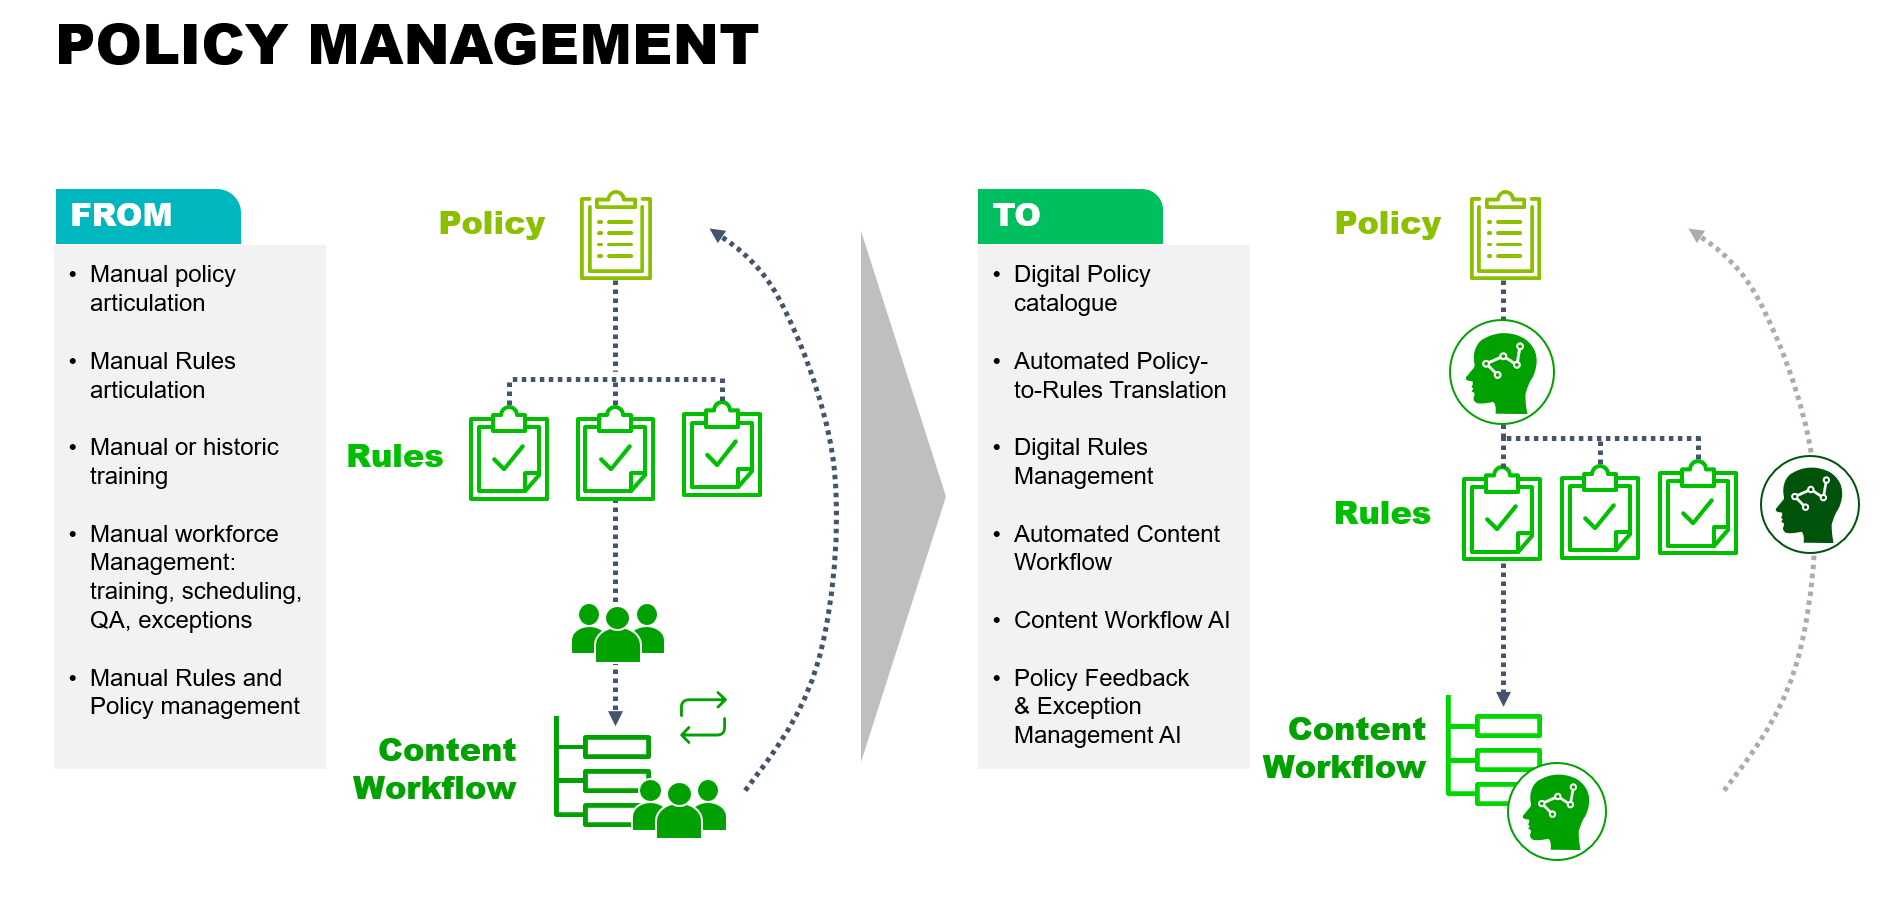 POLICY MANAGEMENT
FROM
• Manual policy
articulation
• Manual Rules
articulation
• Manual or historic
training
• Manual workforce
Management:
training, scheduling,
QA, exceptions
• Manual Rules and
Policy management
Policy
Rules
Content
Workflow
TO
• Digital Policy
catalogue
• Automated Policy-
to-Rules Translation
• Digital Rules
Management
• Automated Content
Workflow
• Content Workflow AI
• Policy Feedback
& Exception
Management AI
Policy
Rules
Content
Workflow